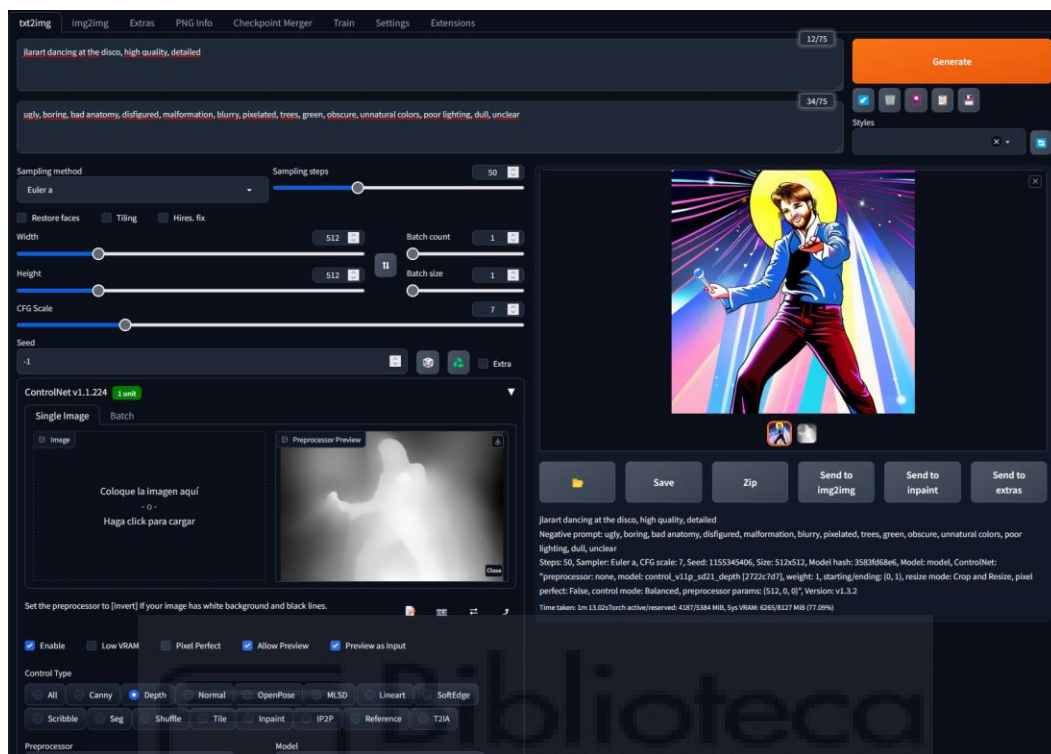 txt2img img2img Extras PNG Info Checkpoint Merger Train Settings Extensions
jlarart dancing at the disco, high quality, detailed
12/75
Generate
ugly, boring, bad anatomy, disfigured, malformation, blurry, pixelated, trees, green, obscure, unnatural colors, poor lighting, dull, unclear
34/75
Styles
Sampling method
Euler a
Sampling steps
50
Restore faces Tiling Hires. fix
Width
512
Batch count
1
Height
512
Batch size
1
CFG Scale
7
Seed
-1
Extra
ControlNet v1.1.224 1 unit
Single Image Batch
Image
Coloque la imagen aquí
- o -
Haga click para cargar
Preprocessor Preview
Close
Set the preprocessor to [invert] If your image has white background and black lines.
Enable Low VRAM Pixel Perfect Allow Preview Preview as Input
Control Type
All Canny Depth Normal OpenPose MLSD Lineart SoftEdge
Scribble Seg Shuffle Tile Inpaint IP2P Reference T2IA
Preprocessor Model
Save Zip Send to img2img Send to inpaint Send to extras
jlarart dancing at the disco, high quality, detailed
Negative prompt: ugly, boring, bad anatomy, disfigured, malformation, blurry, pixelated, trees, green, obscure, unnatural colors, poor
lighting, dull, unclear
Steps: 50, Sampler: Euler a, CFG scale: 7, Seed: 1155345406, Size: 512x512, Model hash: 3583fd68e6, Model: model, ControlNet:
"preprocessor: none, model: control_v11p_sd21_depth [2722c7d7], weight: 1, starting/ending: (0, 1), resize mode: Crop and Resize, pixel
perfect: False, control mode: Balanced, preprocessor params: (512, 0, 0)", Version: v1.3.2
Time taken: 1m 13.02sTorch active/reserved: 4187/5384 MiB, Sys VRAM: 6265/8127 MiB (77.09%)
Biblioteca